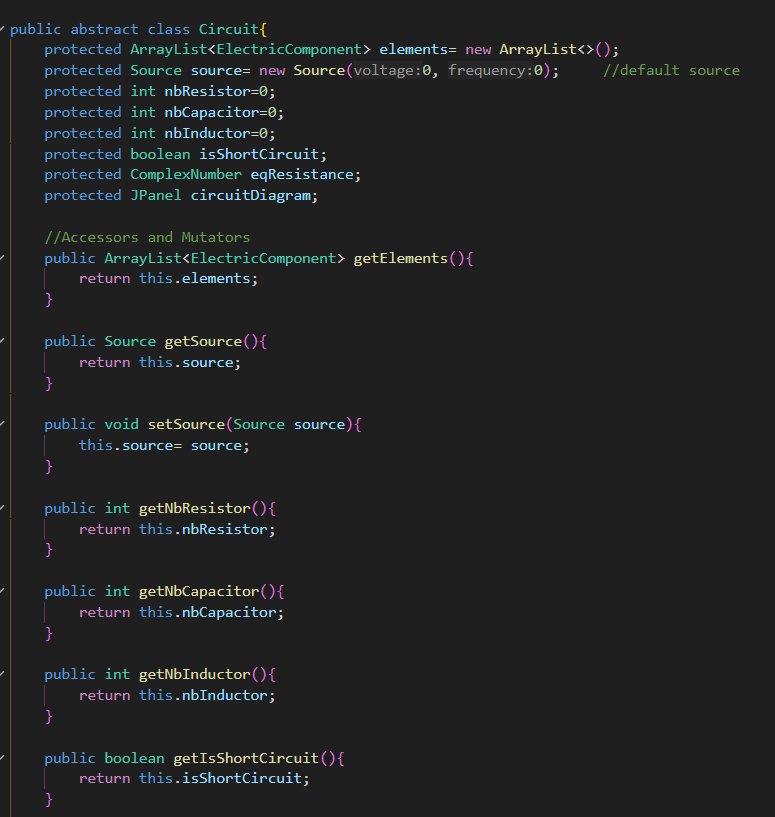 public abstract class Circuit{
    protected ArrayList<ElectricComponent> elements= new ArrayList<>();
    protected Source source= new Source(voltage:0, frequency:0);     //default source
    protected int nbResistor=0;
    protected int nbCapacitor=0;
    protected int nbInductor=0;
    protected boolean isShortCircuit;
    protected ComplexNumber eqResistance;
    protected JPanel circuitDiagram;

    //Accessors and Mutators
    public ArrayList<ElectricComponent> getElements(){
        return this.elements;
    }

    public Source getSource(){
        return this.source;
    }

    public void setSource(Source source){
        this.source= source;
    }

    public int getNbResistor(){
        return this.nbResistor;
    }

    public int getNbCapacitor(){
        return this.nbCapacitor;
    }

    public int getNbInductor(){
        return this.nbInductor;
    }

    public boolean getIsShortCircuit(){
        return this.isShortCircuit;
    }